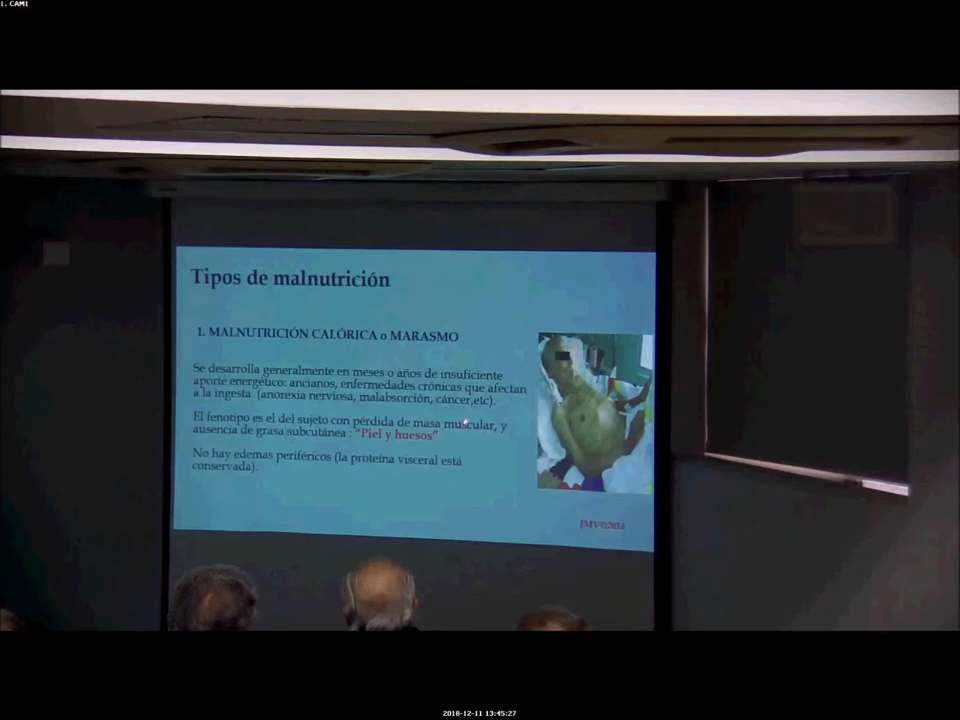 1. CAM1
Tipos de malnutrición
1. MALNUTRICIÓN CALÓRICA o MARASMO
Se desarrolla generalmente en meses o años de insuficiente
aporte energético: ancianos, enfermedades crónicas que afectan
a la ingesta (anorexia nerviosa, malabsorción, cáncer,etc).
El fenotipo es el del sujeto con pérdida de masa muscular, y
ausencia de grasa subcutánea : "Piel y huesos"
No hay edemas periféricos (la proteína visceral está
conservada).
2018-12-11 13:45:27